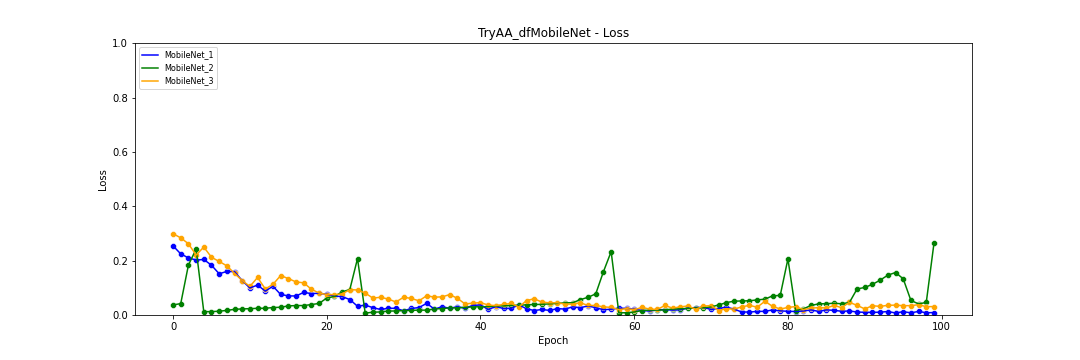 TryAA_dfMobileNet - Loss
MobileNet_1
MobileNet_2
MobileNet_3
1.0
0.8
0.6
0.4
0.2
0.0
Loss
0 20 40 60 80 100
Epoch